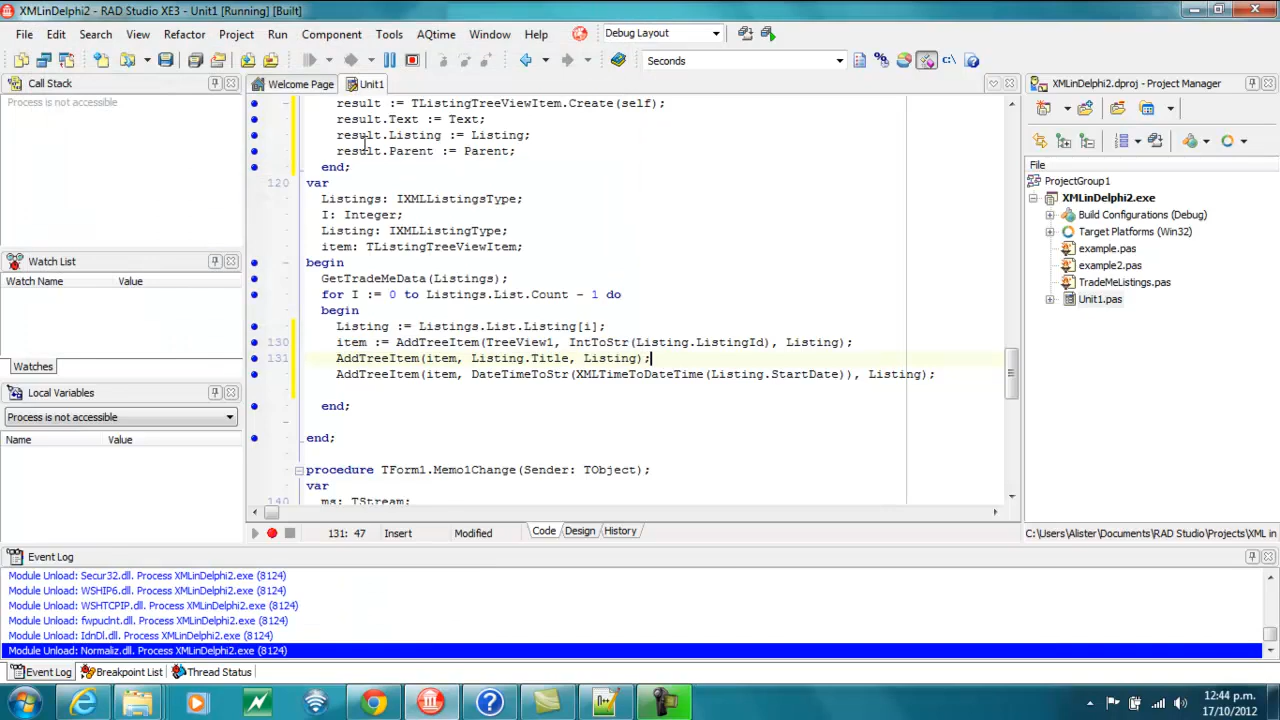 XMLinDelphi2 - RAD Studio XE3 - Unit1 [Running] [Built]
File Edit Search View Refactor Project Run Component Tools AQtime Window Help Debug Layout
Seconds
Call Stack
Process is not accessible
Welcome Page Unit1
result := TListingTreeViewItem.Create(self);
result.Text := Text;
result.Listing := Listing;
result.Parent := Parent;
end;
120 var
Listings: IXMLListingsType;
I: Integer;
Listing: IXMLListingType;
item: TListingTreeViewItem;
begin
GetTradeMeData(Listings);
for I := 0 to Listings.List.Count - 1 do
begin
Listing := Listings.List.Listing[i];
130 item := AddTreeItem(TreeView1, IntToStr(Listing.ListingId), Listing);
131 AddTreeItem(item, Listing.Title, Listing);
AddTreeItem(item, DateTimeToStr(XMLTimeToDateTime(Listing.StartDate)), Listing);
end;
end;
procedure TForm1.Memo1Change(Sender: TObject);
var
140 ms: TStream;
131: 47 Insert Modified Code Design History
Watch List
Watch Name Value
Watches
Local Variables
Process is not accessible
Name Value
XMLinDelphi2.dproj - Project Manager
File
ProjectGroup1
XMLinDelphi2.exe
Build Configurations (Debug)
Target Platforms (Win32)
example.pas
example2.pas
TradeMeListings.pas
Unit1.pas
C:\Users\Alister\Documents\RAD Studio\Projects\XML in
Event Log
Module Unload: Secur32.dll. Process XMLinDelphi2.exe (8124)
Module Unload: WSHIP6.dll. Process XMLinDelphi2.exe (8124)
Module Unload: WSHTCPIP.dll. Process XMLinDelphi2.exe (8124)
Module Unload: fwpuclnt.dll. Process XMLinDelphi2.exe (8124)
Module Unload: IdnDl.dll. Process XMLinDelphi2.exe (8124)
Module Unload: Normaliz.dll. Process XMLinDelphi2.exe (8124)
Event Log Breakpoint List Thread Status
12:44 p.m.
17/10/2012